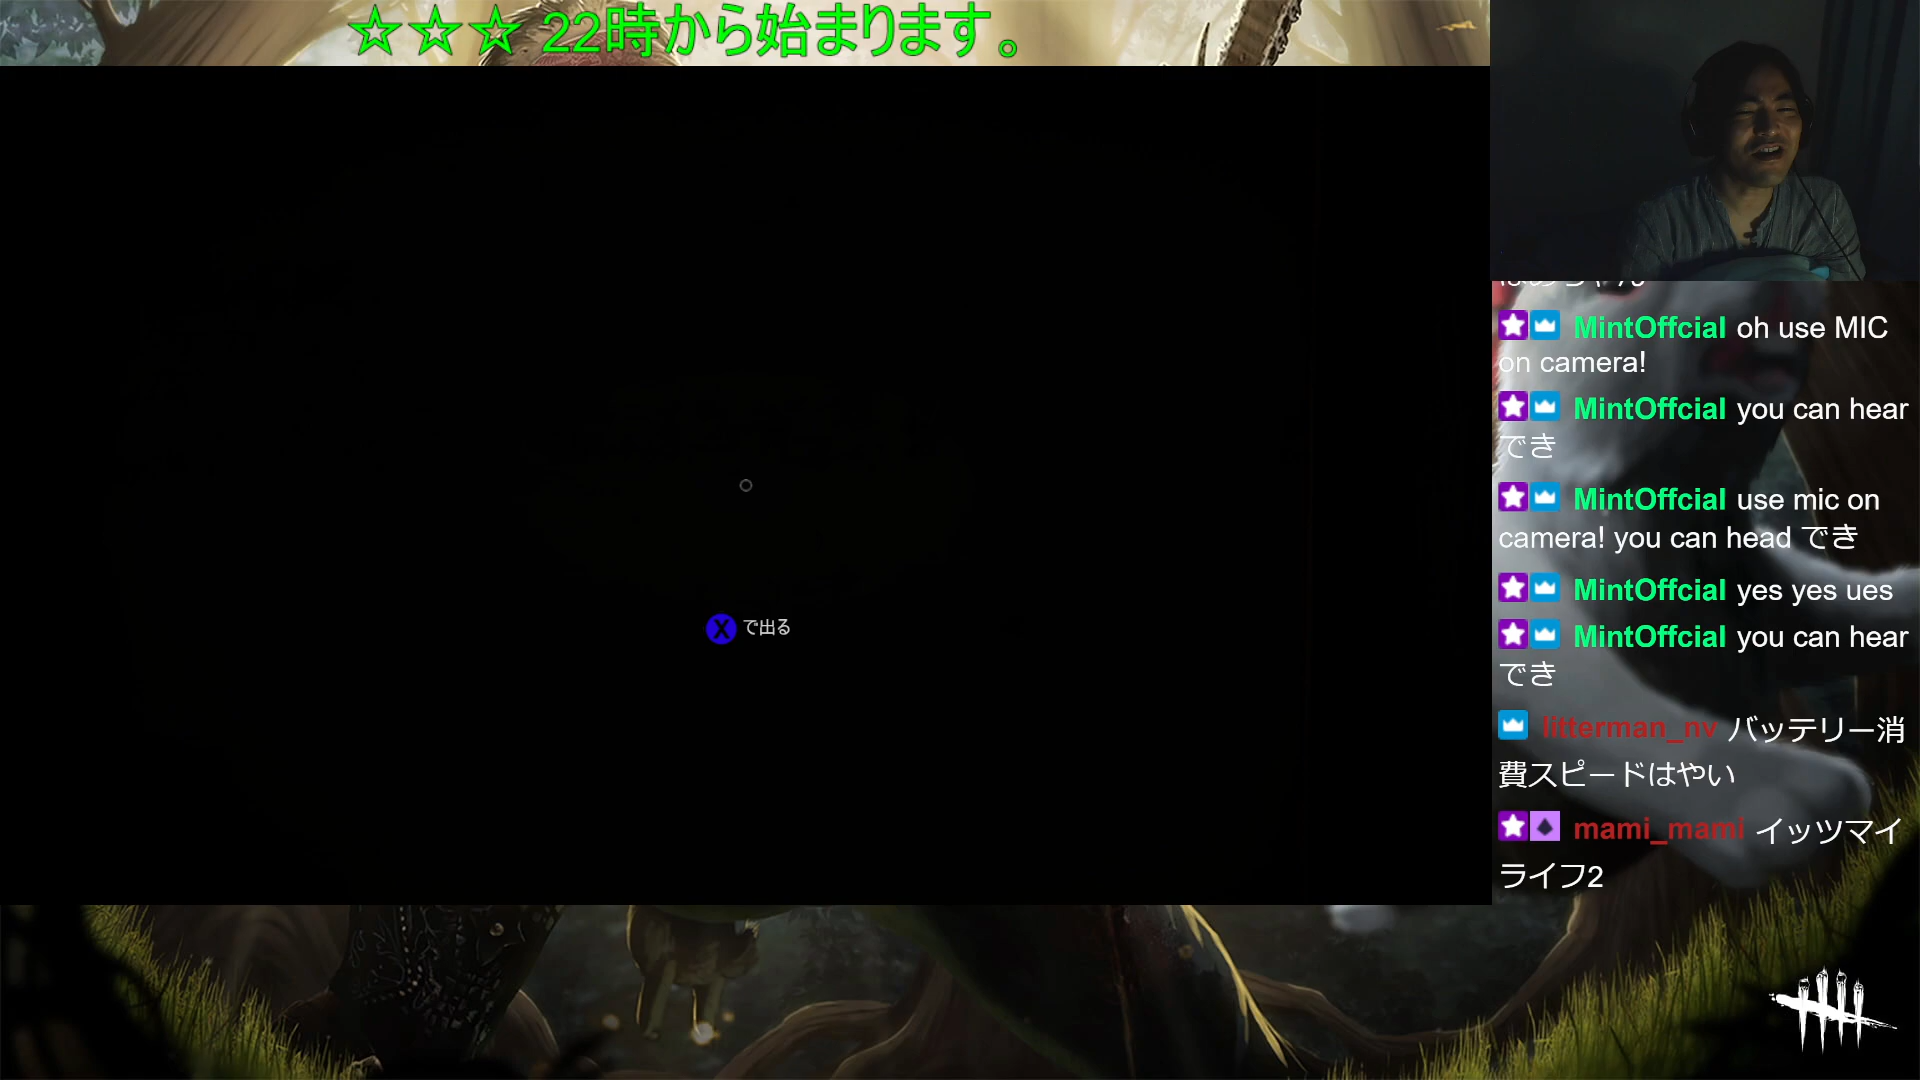 ☆☆☆ 22時から始まります。
MintOffcial oh use MIC
on camera!
MintOffcial you can hear
でき
MintOffcial use mic on
camera! you can head でき
MintOffcial yes yes ues
MintOffcial you can hear
でき
litterman_nv バッテリー消
費スピードはやい
mami_mami イッツマイ
ライフ2
X で出る